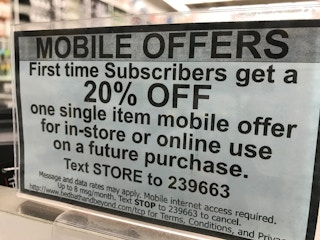 MOBILE OFFERS
First time Subscribers get a
20% OFF
one single item mobile offer
for in-store or online use
on a future purchase.
Text STORE to 239663
Message and data rates may apply. Mobile internet access required.
Up to 8 msg/month. Text STOP to 239663 to cancel.
http://www.bedbathandbeyond.com/tcp for Terms, Conditions, and Privacy